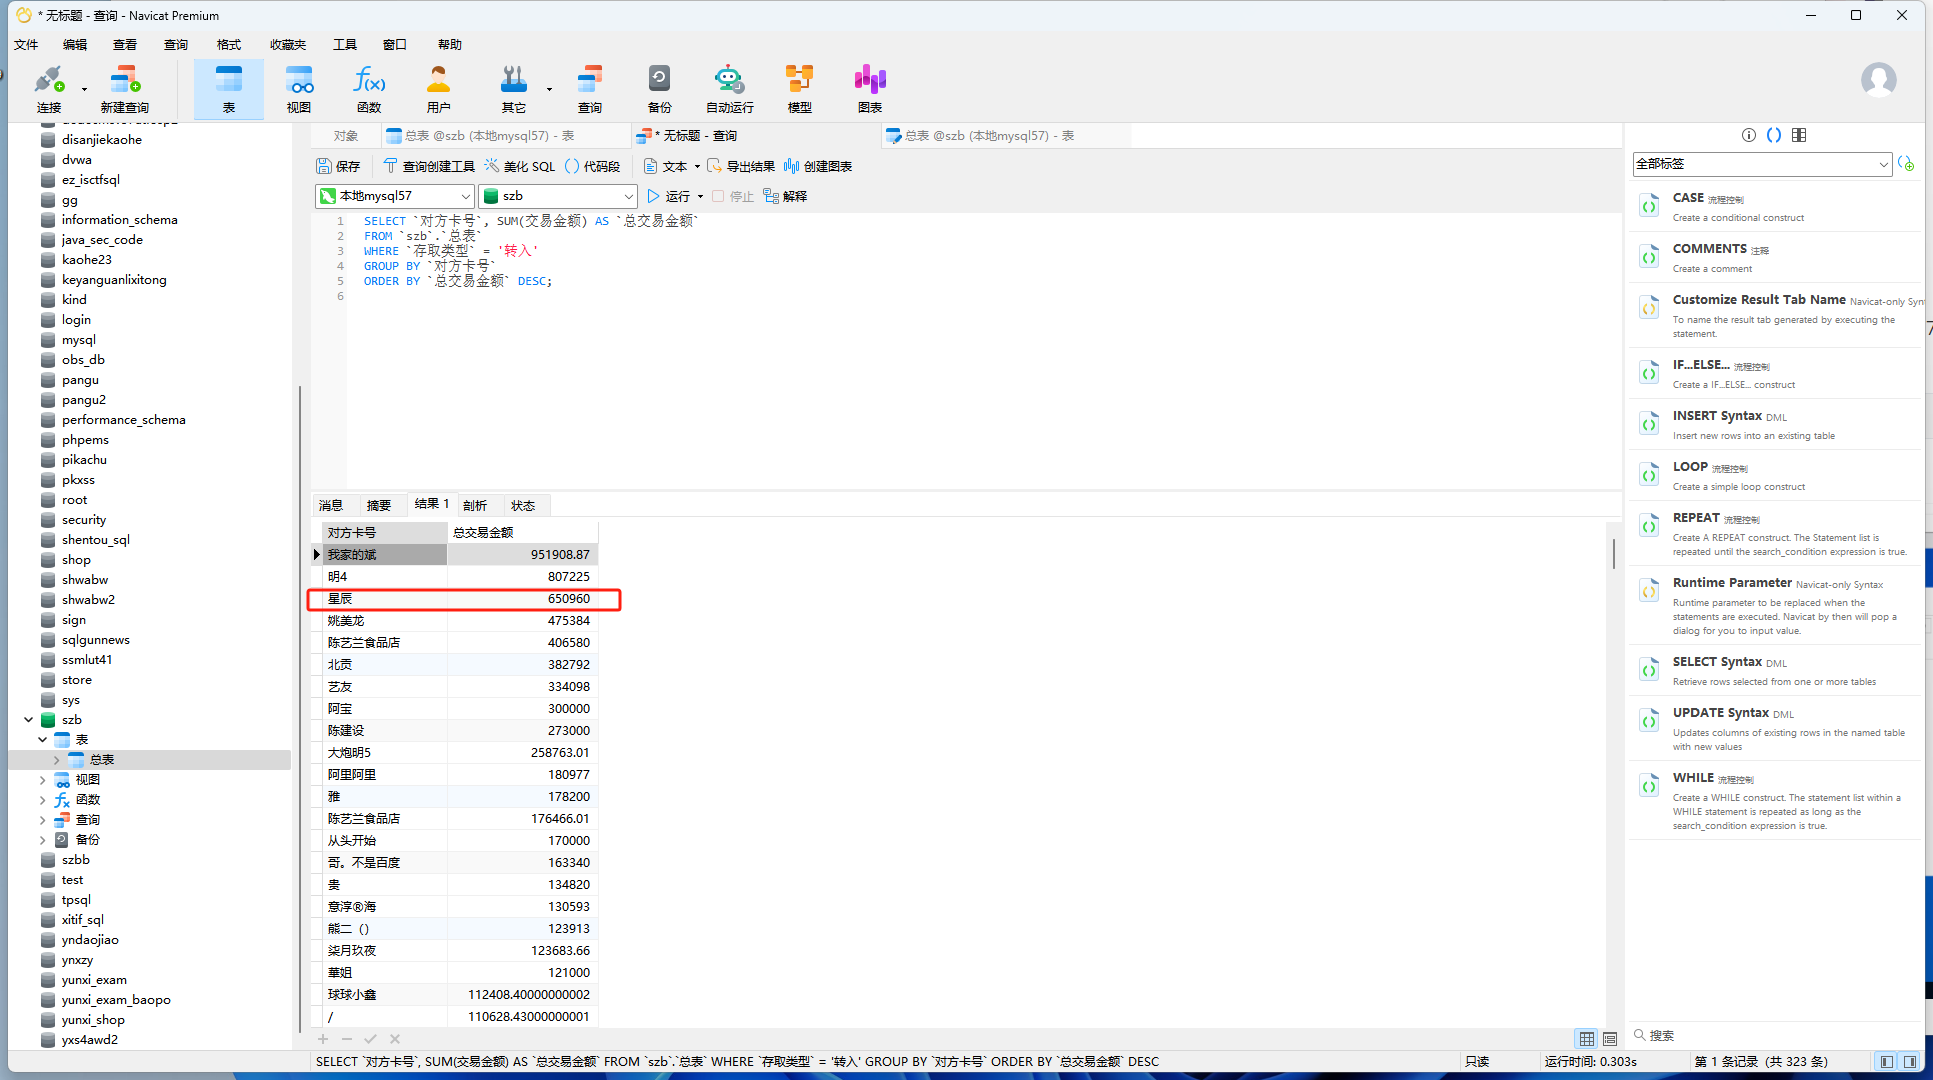 * 无标题 - 查询 - Navicat Premium
文件 编辑 查看 查询 格式 收藏夹 工具 窗口 帮助
连接 新建查询 表 视图 函数 用户 其它 查询 备份 自动运行 模型 图表
disanjiekaohe
dvwa
ez_isctfsql
gg
information_schema
java_sec_code
kaohe23
keyanguanlixitong
kind
login
mysql
obs_db
pangu
pangu2
performance_schema
phpems
pikachu
pkxss
root
security
shentou_sql
shop
shwabw
shwabw2
sign
sqlgunnews
ssmlut41
store
sys
szb
表
总表
视图
函数
查询
备份
szbb
test
tpsql
xitif_sql
yndaojiao
ynxzy
yunxi_exam
yunxi_exam_baopo
yunxi_shop
yxs4awd2
对象 总表 @szb (本地mysql57) - 表 * 无标题 - 查询 总表 @szb (本地mysql57) - 表
保存 查询创建工具 美化 SQL () 代码段 文本 导出结果 创建图表
本地mysql57 szb 运行 停止 解释
1 SELECT `对方卡号`, SUM(交易金额) AS `总交易金额`
2 FROM `szb`.`总表`
3 WHERE `存取类型` = '转入'
4 GROUP BY `对方卡号`
5 ORDER BY `总交易金额` DESC;
6
消息 摘要 结果 1 剖析 状态
对方卡号 总交易金额
我家的斌 951908.87
明4 807225
星辰 650960
姚美龙 475384
陈艺兰食品店 406580
北贡 382792
艺友 334098
阿宝 300000
陈建设 273000
大炮明5 258763.01
阿里阿里 180977
雅 178200
陈艺兰食品店 176466.01
从头开始 170000
哥。不是百度 163340
贵 134820
意淳®海 130593
熊二（） 123913
柒月玖夜 123683.66
華姐 121000
球球小鑫 112408.40000000002
/ 110628.43000000001
SELECT `对方卡号`, SUM(交易金额) AS `总交易金额` FROM `szb`.`总表` WHERE `存取类型` = '转入' GROUP BY `对方卡号` ORDER BY `总交易金额` DESC
只读 运行时间: 0.303s 第 1 条记录 (共 323 条)
全部标签
CASE 流程控制
Create a conditional construct
COMMENTS 注释
Create a comment
Customize Result Tab Name Navicat-only Syn
To name the result tab generated by executing the
statement.
IF...ELSE... 流程控制
Create a IF...ELSE... construct
INSERT Syntax DML
Insert new rows into an existing table
LOOP 流程控制
Create a simple loop construct
REPEAT 流程控制
Create A REPEAT construct. The Statement list is
repeated until the search_condition expression is true.
Runtime Parameter Navicat-only Syntax
Runtime parameter to be replaced when the
statements are executed. Navicat by then will pop a
dialog for you to input value.
SELECT Syntax DML
Retrieve rows selected from one or more tables
UPDATE Syntax DML
Updates columns of existing rows in the named table
with new values
WHILE 流程控制
Create a WHILE construct. The statement list within a
WHILE statement is repeated as long as the
search_condition expression is true.
搜索